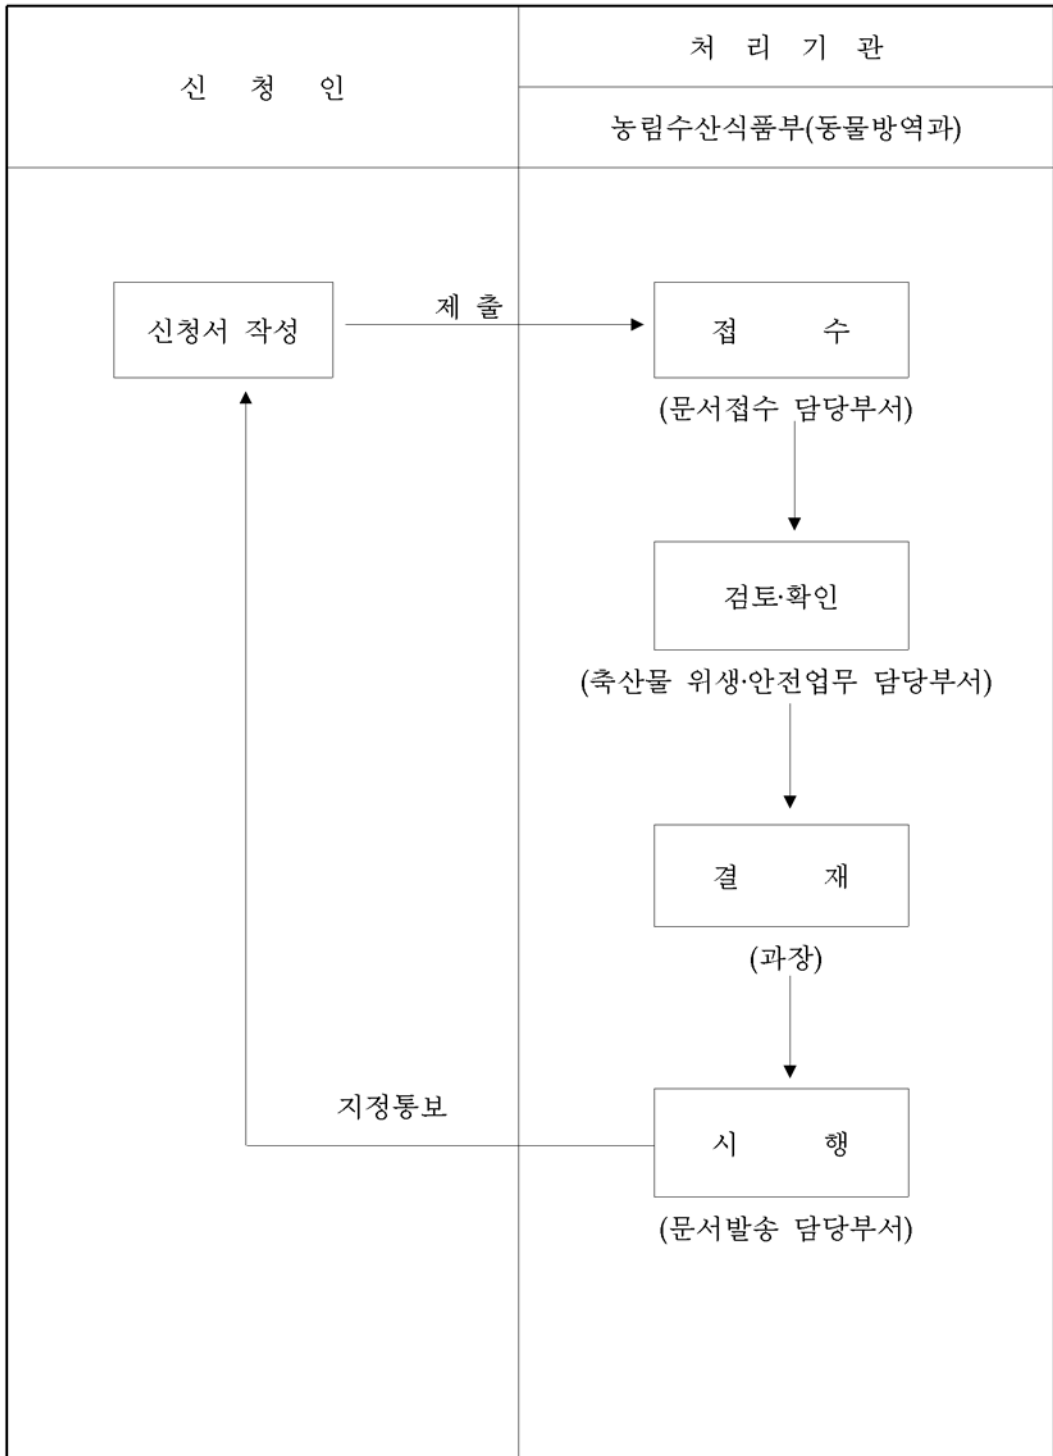 신 청 인
처 리 기 관
농림수산식품부(동물방역과)
신청서 작성
제 출
접 수
(문서접수 담당부서)
검토·확인
(축산물 위생·안전업무 담당부서)
결 재
(과장)
지정통보
시 행
(문서발송 담당부서)